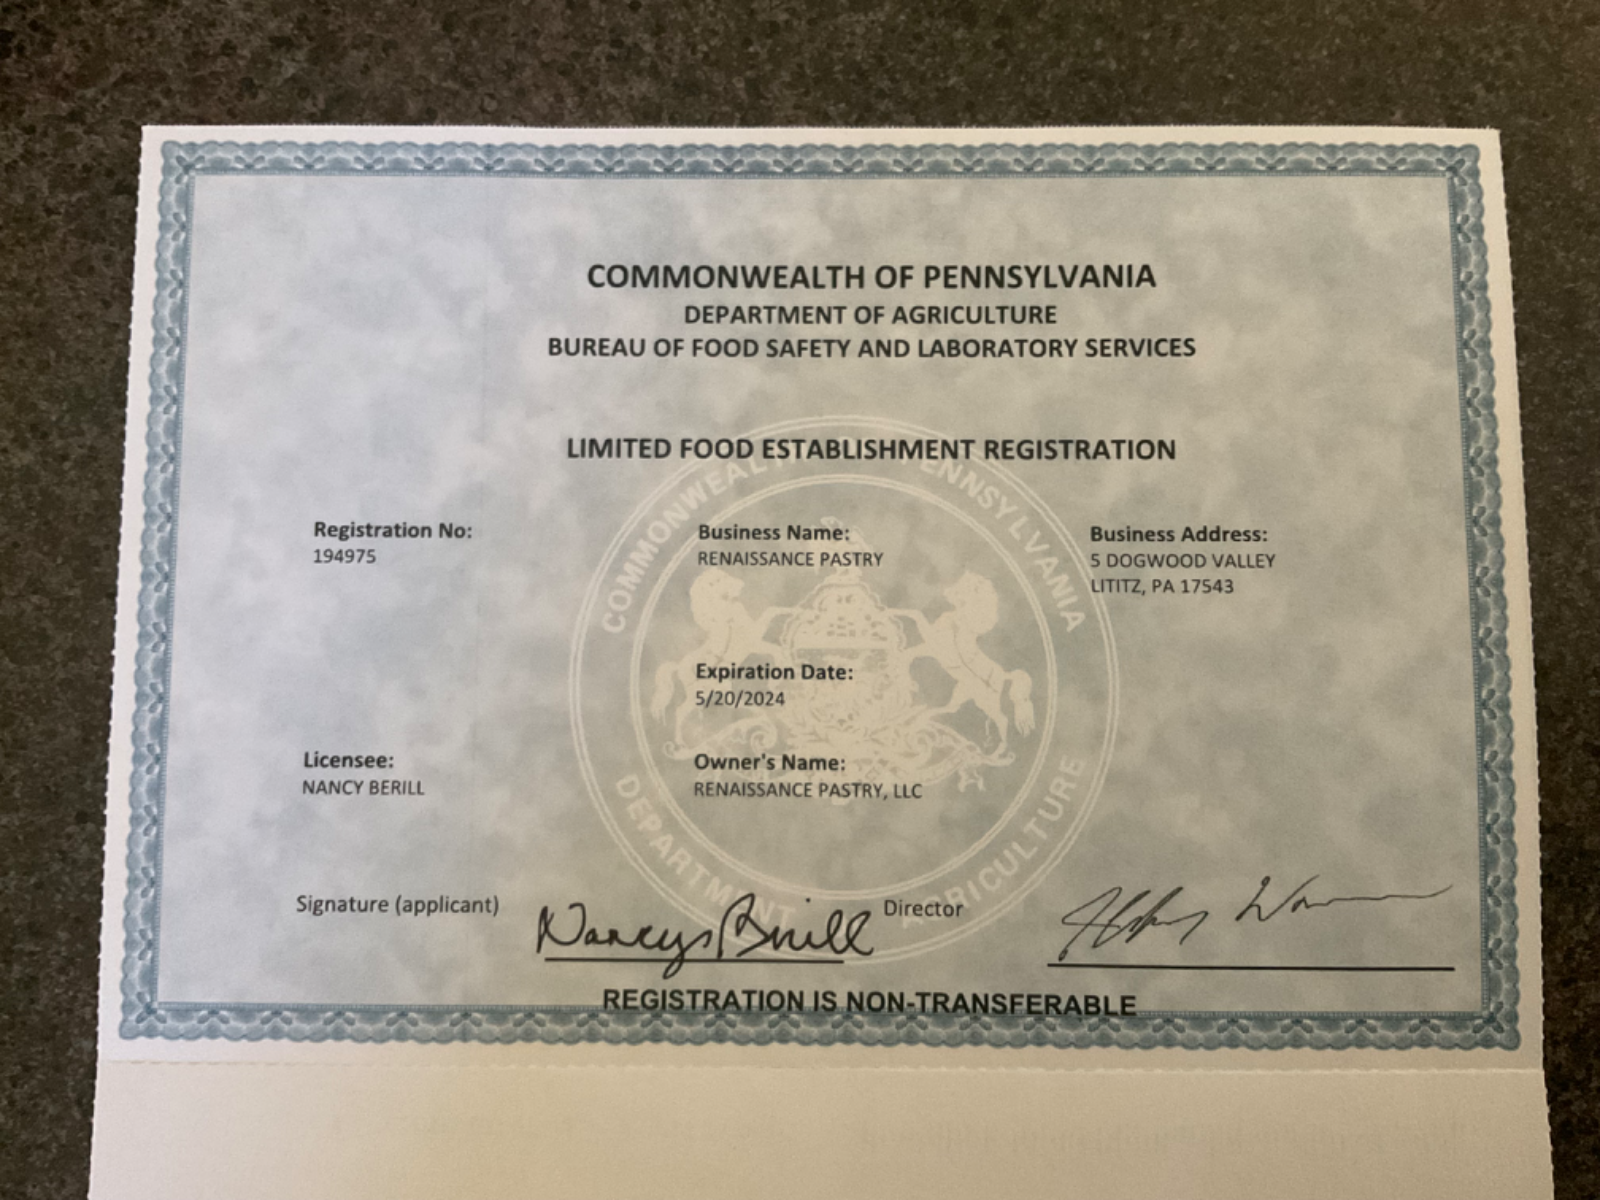 COMMONWEALTH OF PENNSYLVANIA
DEPARTMENT OF AGRICULTURE
BUREAU OF FOOD SAFETY AND LABORATORY SERVICES
LIMITED FOOD ESTABLISHMENT REGISTRATION
COMMONWEALTH OF PENNSYLVANIA
DEPARTMENT AGRICULTURE
Registration No:
194975
Business Name:
RENAISSANCE PASTRY
Business Address:
5 DOGWOOD VALLEY
LITITZ, PA 17543
Expiration Date:
5/20/2024
Licensee:
NANCY BERILL
Owner's Name:
RENAISSANCE PASTRY, LLC
Signature (applicant)
Nancy Berill
Director
REGISTRATION IS NON-TRANSFERABLE